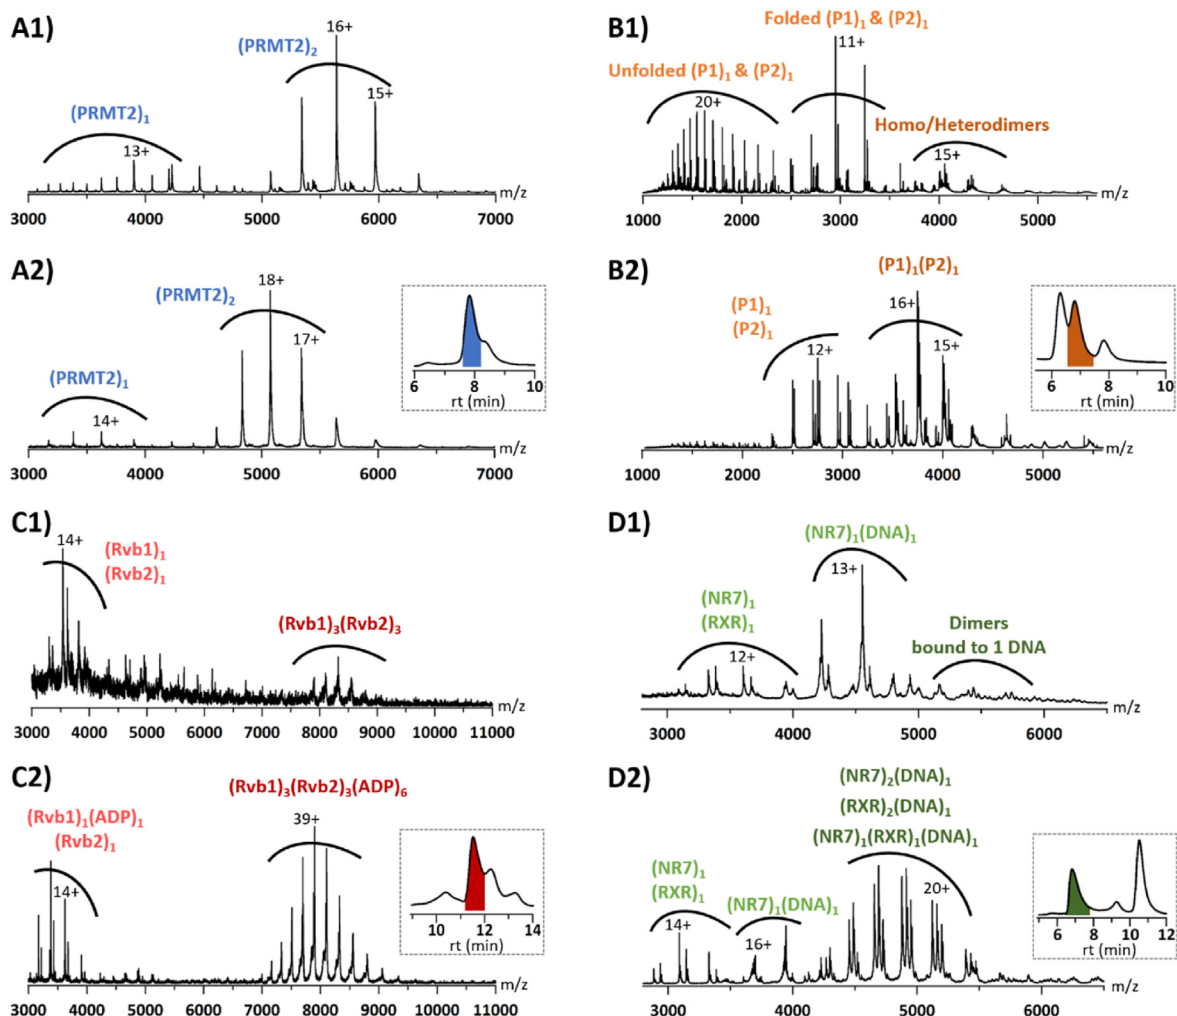 A1)
(PRMT2)₂
16+
15+
(PRMT2)₁
13+
3000 4000 5000 6000 7000
m/z
B1)
Folded (P1)₁ & (P2)₁
11+
Unfolded (P1)₁ & (P2)₁
20+
Homo/Heterodimers
15+
1000 2000 3000 4000 5000
m/z
A2)
(PRMT2)₂
18+
17+
(PRMT2)₁
14+
3000 4000 5000 6000 7000
m/z
6 8 10
rt (min)
B2)
(P1)₁(P2)₁
16+
15+
(P1)₁
(P2)₁
12+
1000 2000 3000 4000 5000
m/z
6 8 10
rt (min)
C1)
14+
(Rvb1)₁
(Rvb2)₁
(Rvb1)₃(Rvb2)₃
3000 4000 5000 6000 7000 8000 9000 10000 11000
m/z
D1)
(NR7)₁(DNA)₁
13+
(NR7)₁
(RXR)₁
12+
Dimers
bound to 1 DNA
3000 4000 5000 6000
m/z
C2)
(Rvb1)₃(Rvb2)₃(ADP)₆
39+
(Rvb1)₁(ADP)₁
(Rvb2)₁
14+
3000 4000 5000 6000 7000 8000 9000 10000 11000
m/z
10 12 14
rt (min)
D2)
(NR7)₂(DNA)₁
(RXR)₂(DNA)₁
(NR7)₁(RXR)₁(DNA)₁
20+
(NR7)₁
(RXR)₁
14+
(NR7)₁(DNA)₁
16+
3000 4000 5000 6000
m/z
6 8 10 12
rt (min)